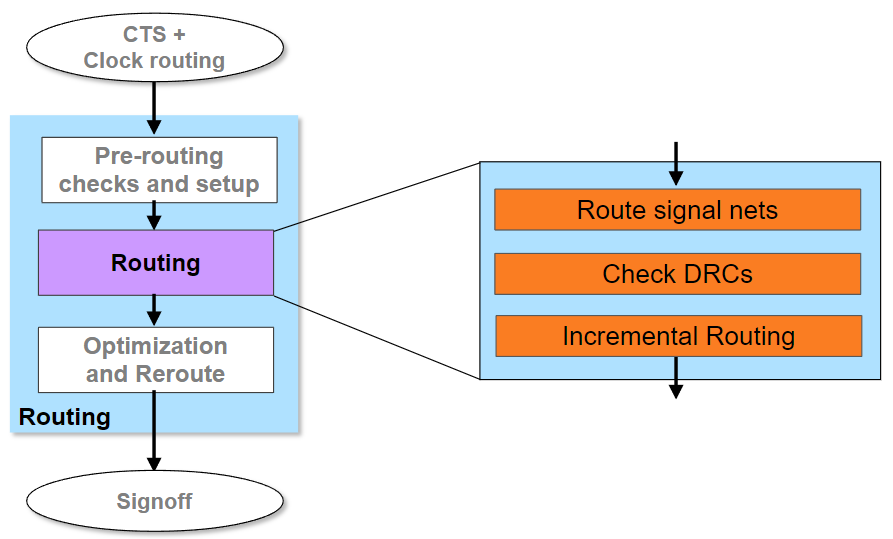 CTS +
Clock routing
Pre-routing
checks and setup
Routing
Optimization
and Reroute
Routing
Signoff
Route signal nets
Check DRCs
Incremental Routing